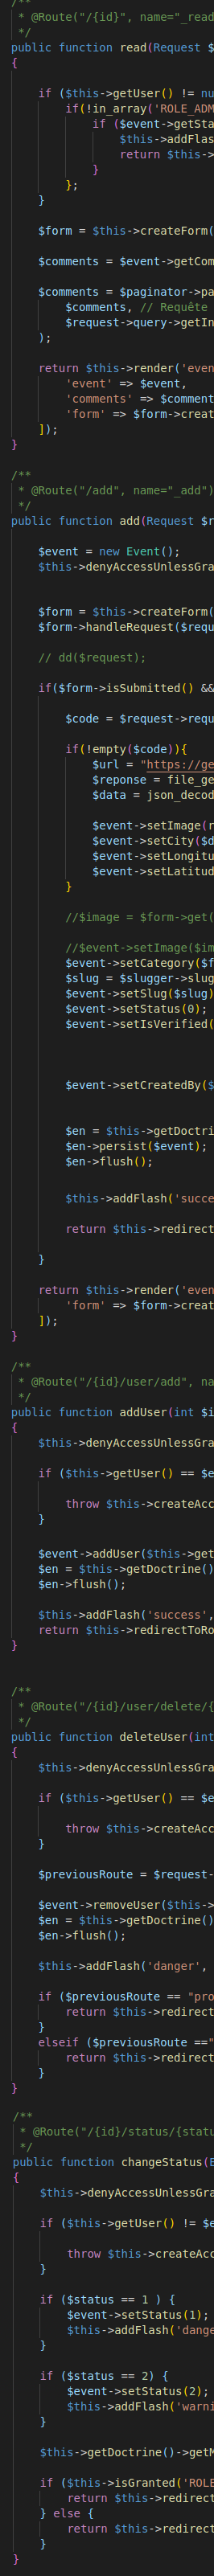 /**
 * @Route("/{id}", name="_read
 */
public function read(Request $
{
if ($this->getUser() != nu
if(!in_array('ROLE_ADM
if ($event->getSta
$this->addFlas
return $this->
}
};
}
$form = $this->createForm(
$comments = $event->getCom
$comments = $paginator->pa
$comments, // Requête
$request->query->getIn
);
return $this->render('even
'event' => $event,
'comments' => $comment
'form' => $form->creat
]);
}
/**
 * @Route("/add", name="_add")
 */
public function add(Request $r
$event = new Event();
$this->denyAccessUnlessGra
$form = $this->createForm(
$form->handleRequest($requ
// dd($request);
if($form->isSubmitted() &&
$code = $request->requ
if(!empty($code)){
$url = "https://ge
$reponse = file_ge
$data = json_decod
$event->setImage(r
$event->setCity($d
$event->setLongitu
$event->setLatitud
}
//$image = $form->get(
//$event->setImage($im
$event->setCategory($f
$slug = $slugger->slug
$event->setSlug($slug)
$event->setStatus(0);
$event->setIsVerified(
$event->setCreatedBy($
$en = $this->getDoctri
$en->persist($event);
$en->flush();
$this->addFlash('succe
return $this->redirect
}
return $this->render('even
'form' => $form->creat
]);
}
/**
 * @Route("/{id}/user/add", na
 */
public function addUser(int $i
{
$this->denyAccessUnlessGra
if ($this->getUser() == $e
throw $this->createAcc
}
$event->addUser($this->get
$en = $this->getDoctrine()
$en->flush();
$this->addFlash('success',
return $this->redirectToRo
}
/**
 * @Route("/{id}/user/delete/{
 */
public function deleteUser(int
{
$this->denyAccessUnlessGra
if ($this->getUser() == $e
throw $this->createAcc
}
$previousRoute = $request-
$event->removeUser($this->
$en = $this->getDoctrine()
$en->flush();
$this->addFlash('danger',
if ($previousRoute == "pro
return $this->redirect
}
elseif ($previousRoute =="
return $this->redirect
}
}
/**
 * @Route("/{id}/status/{statu
 */
public function changeStatus(E
{
$this->denyAccessUnlessGra
if ($this->getUser() != $e
throw $this->createAcc
}
if ($status == 1 ) {
$event->setStatus(1);
$this->addFlash('dange
}
if ($status == 2) {
$event->setStatus(2);
$this->addFlash('warni
}
$this->getDoctrine()->getM
if ($this->isGranted('ROLE
return $this->redirect
} else {
return $this->redirect
}
}